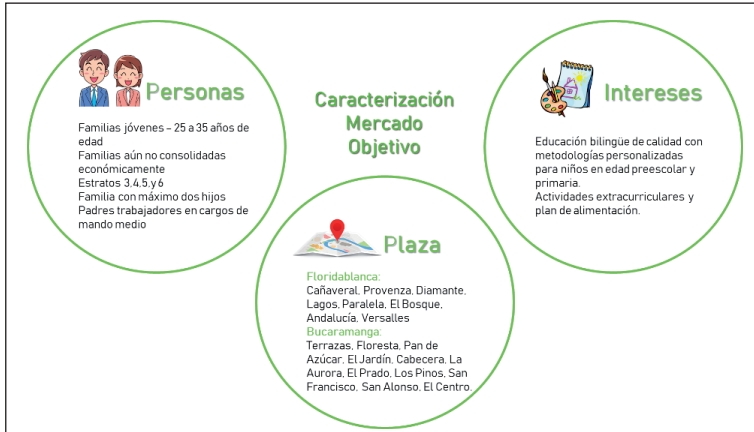 Personas
Familias jóvenes – 25 a 35 años de
edad
Familias aún no consolidadas
económicamente
Estratos 3,4,5,y 6
Familia con máximo dos hijos
Padres trabajadores en cargos de
mando medio
Caracterización
Mercado
Objetivo
Intereses
Educación bilingüe de calidad con
metodologías personalizadas
para niños en edad preescolar y
primaria.
Actividades extracurriculares y
plan de alimentación.
Plaza
Floridablanca:
Cañaveral, Provenza, Diamante,
Lagos, Paralela, El Bosque,
Andalucía, Versalles
Bucaramanga:
Terrazas, Floresta, Pan de
Azúcar, El Jardín, Cabecera, La
Aurora, El Prado, Los Pinos, San
Francisco, San Alonso, El Centro.